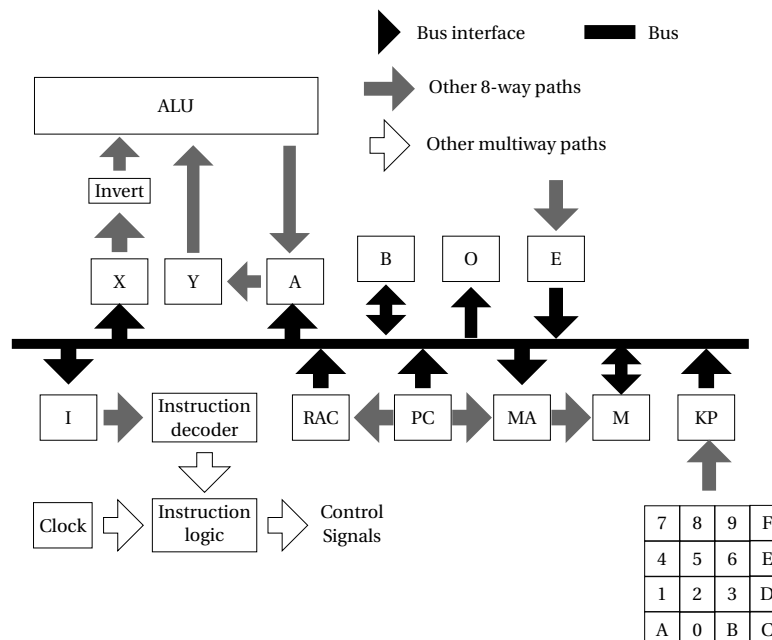 Bus interface
Bus
Other 8-way paths
Other multiway paths
ALU
Invert
X
Y
A
B
O
E
I
Instruction
decoder
RAC
PC
MA
M
KP
Clock
Instruction
logic
Control
Signals
7 8 9 F
4 5 6 E
1 2 3 D
A 0 B C